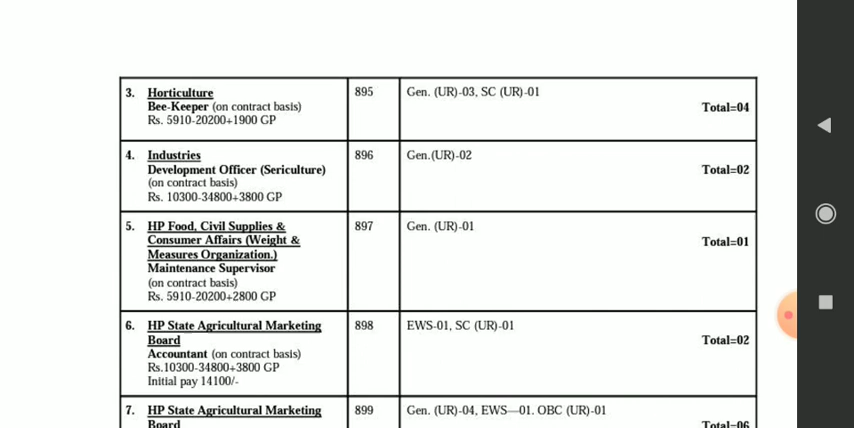 3. Horticulture 895 Gen. (UR)-03, SC (UR)-01
Bee-Keeper (on contract basis) Total=04
Rs. 5910-20200+1900 GP
4. Industries 896 Gen.(UR)-02
Development Officer (Sericulture) Total=02
(on contract basis)
Rs. 10300-34800+3800 GP
5. HP Food, Civil Supplies & 897 Gen. (UR)-01
Consumer Affairs (Weight & Total=01
Measures Organization.)
Maintenance Supervisor
(on contract basis)
Rs. 5910-20200+2800 GP
6. HP State Agricultural Marketing 898 EWS-01, SC (UR)-01
Board Total=02
Accountant (on contract basis)
Rs.10300-34800+3800 GP
Initial pay 14100/-
7. HP State Agricultural Marketing 899 Gen. (UR)-04, EWS—01. OBC (UR)-01
Board Total=06